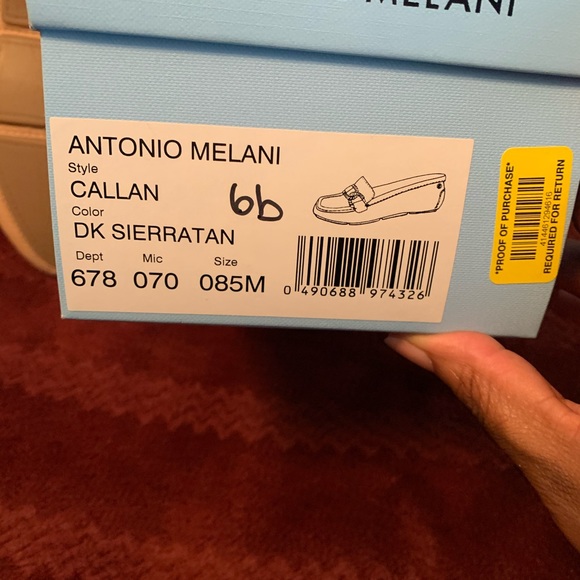 MELANI
ANTONIO MELANI
Style
CALLAN
6b
Color
DK SIERRATAN
Dept Mic Size
678 070 085M
0 490688 974326
*PROOF OF PURCHASE*
414461294616
REQUIRED FOR RETURN